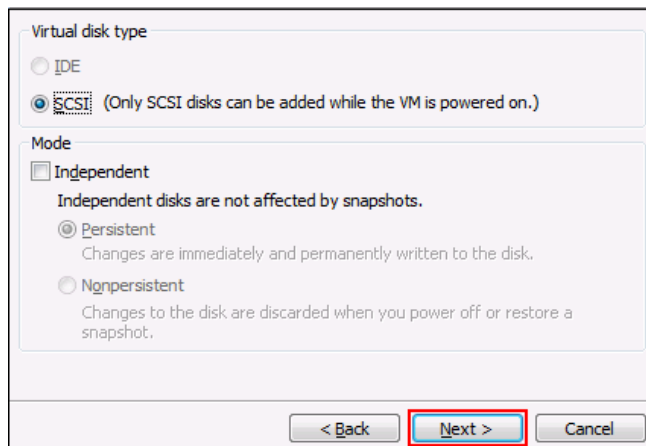 Virtual disk type
IDE
SCSI (Only SCSI disks can be added while the VM is powered on.)
Mode
Independent
Independent disks are not affected by snapshots.
Persistent
Changes are immediately and permanently written to the disk.
Nonpersistent
Changes to the disk are discarded when you power off or restore a
snapshot.
< Back Next > Cancel